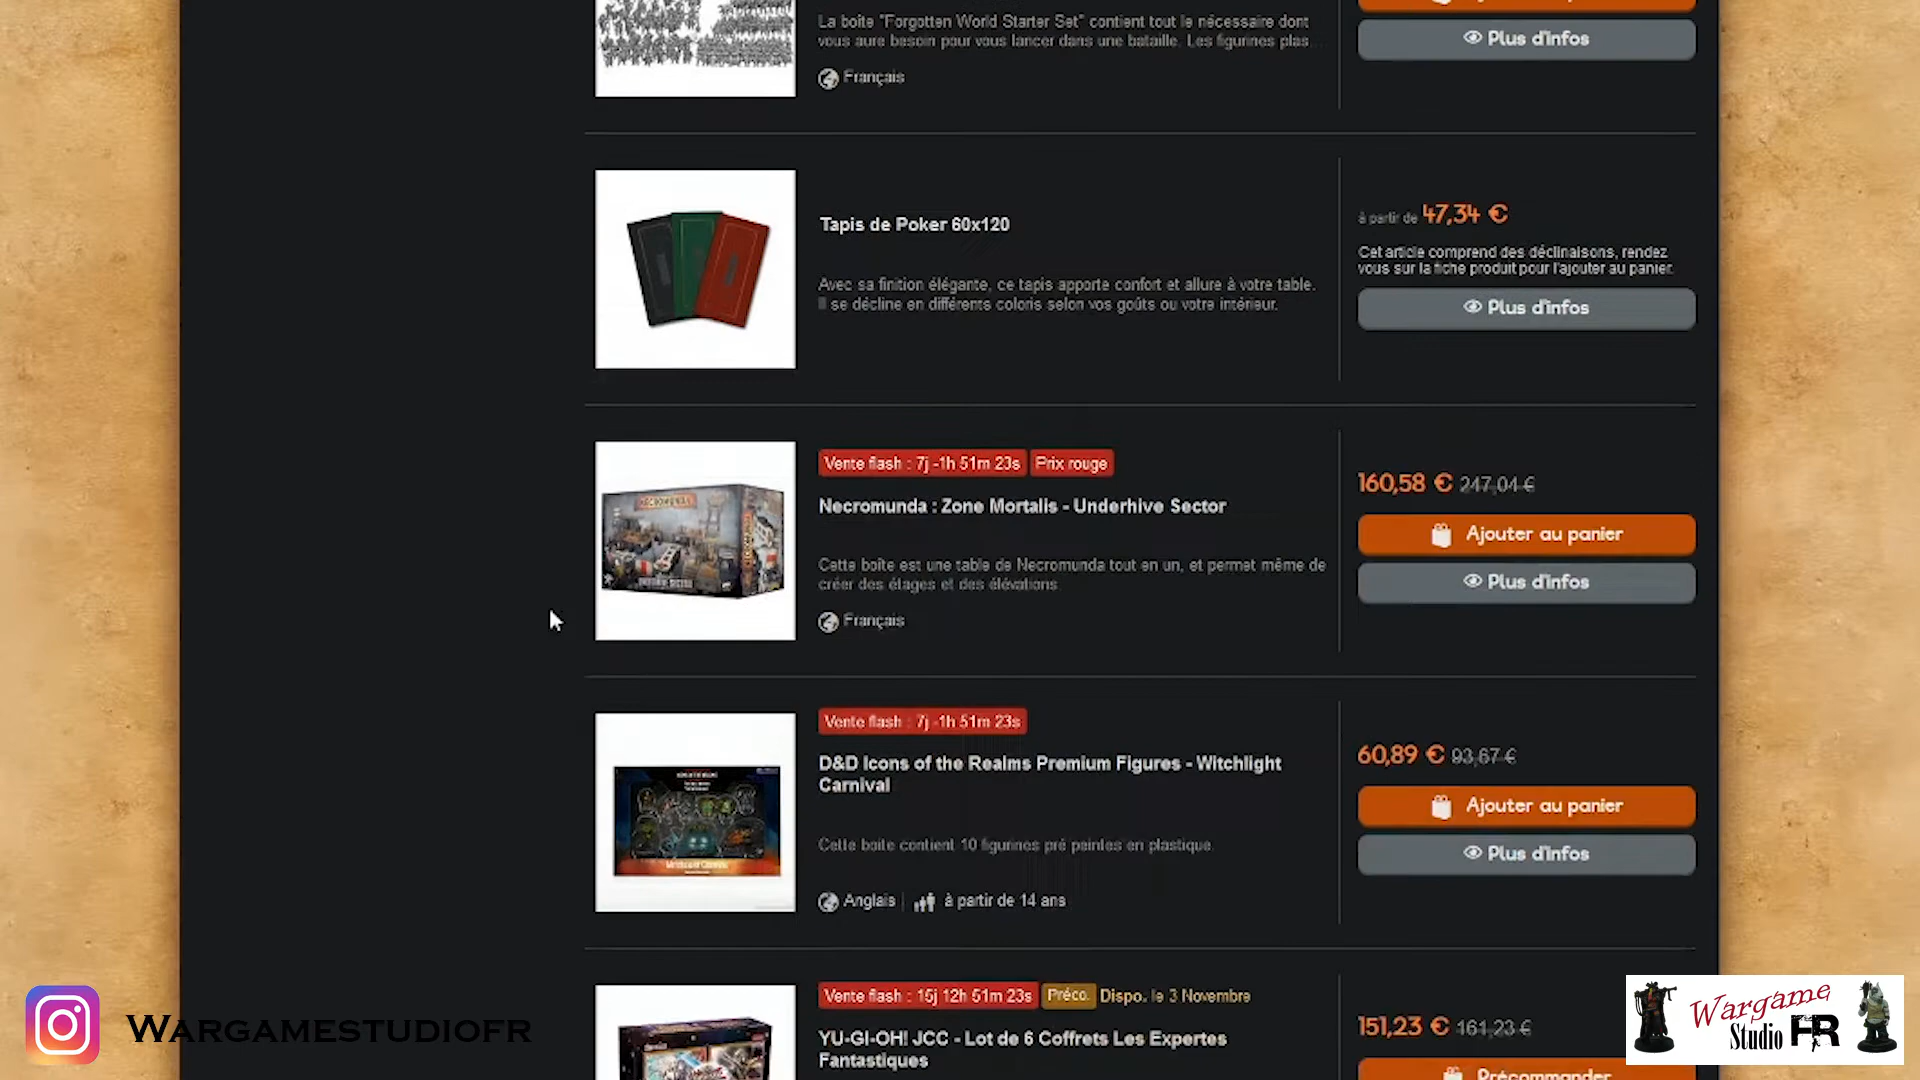 La boîte "Forgotten World Starter Set" contient tout le nécessaire dont
vous aure besoin pour vous lancer dans une bataille. Les figurines plas...
Français
Plus d'infos
Tapis de Poker 60x120
Avec sa finition élégante, ce tapis apporte confort et allure à votre table.
Il se décline en différents coloris selon vos goûts ou votre intérieur.
à partir de 47,34 €
Cet article comprend des déclinaisons, rendez
vous sur la fiche produit pour l'ajouter au panier.
Plus d'infos
NECROMUNDA
Vente flash : 7j -1h 51m 23s Prix rouge
Necromunda : Zone Mortalis - Underhive Sector
Cette boîte est une table de Necromunda tout en un, et permet même de
créer des étages et des élévations
Français
160,58 € 247,04 €
Ajouter au panier
Plus d'infos
Vente flash : 7j -1h 51m 23s
D&D Icons of the Realms Premium Figures - Witchlight
Carnival
Cette boite contient 10 figurines pré peintes en plastique.
Anglais | à partir de 14 ans
60,89 € 93,67 €
Ajouter au panier
Plus d'infos
Vente flash : 15j 12h 51m 23s Préco. Dispo. le 3 Novembre
YU-GI-OH! JCC - Lot de 6 Coffrets Les Expertes
Fantastiques
151,23 € 161,23 €
Précommander
WARGAMESTUDIOFR
Wargame
Studio FR